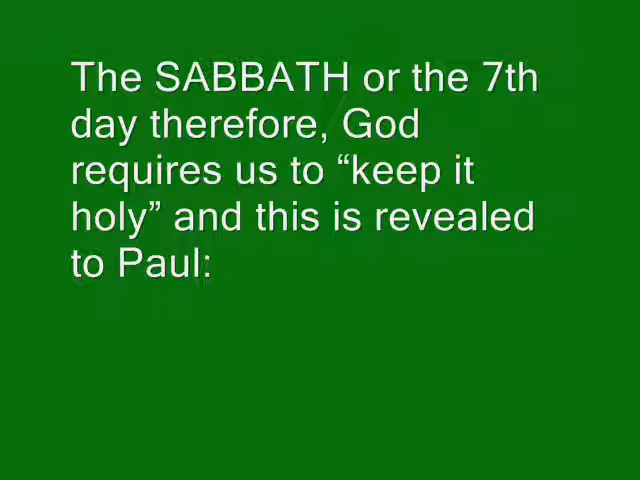 The SABBATH or the 7th
day therefore, God
requires us to “keep it
holy” and this is revealed
to Paul: